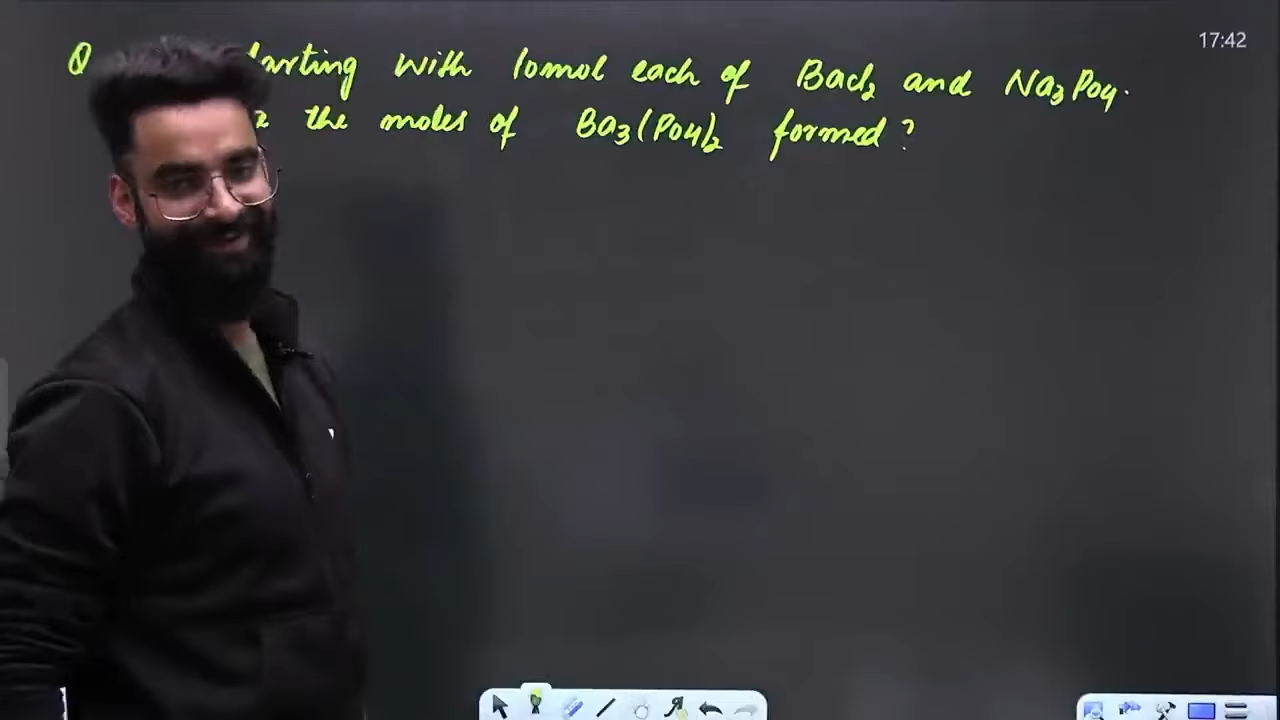 17:42
Q arting with 10mol each of BaCl2 and Na3PO4.
the moles of Ba3(PO4)2 formed?